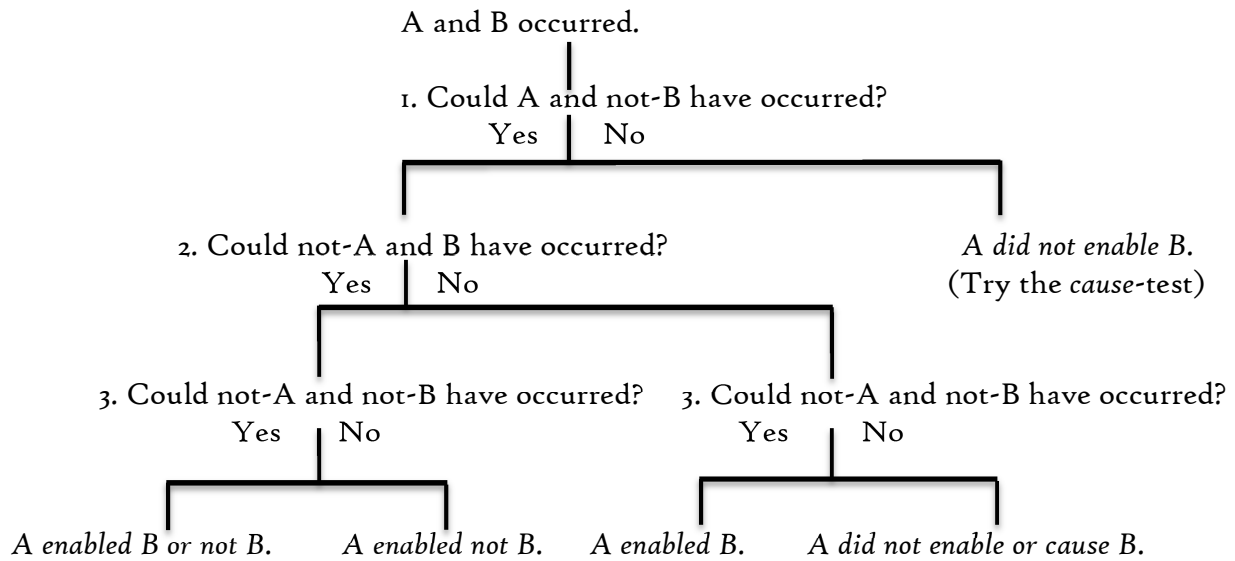 A and B occurred.
1. Could A and not-B have occurred?
Yes No
2. Could not-A and B have occurred?
Yes No
A did not enable B.
(Try the cause-test)
3. Could not-A and not-B have occurred?
Yes No
3. Could not-A and not-B have occurred?
Yes No
A enabled B or not B.
A enabled not B.
A enabled B.
A did not enable or cause B.